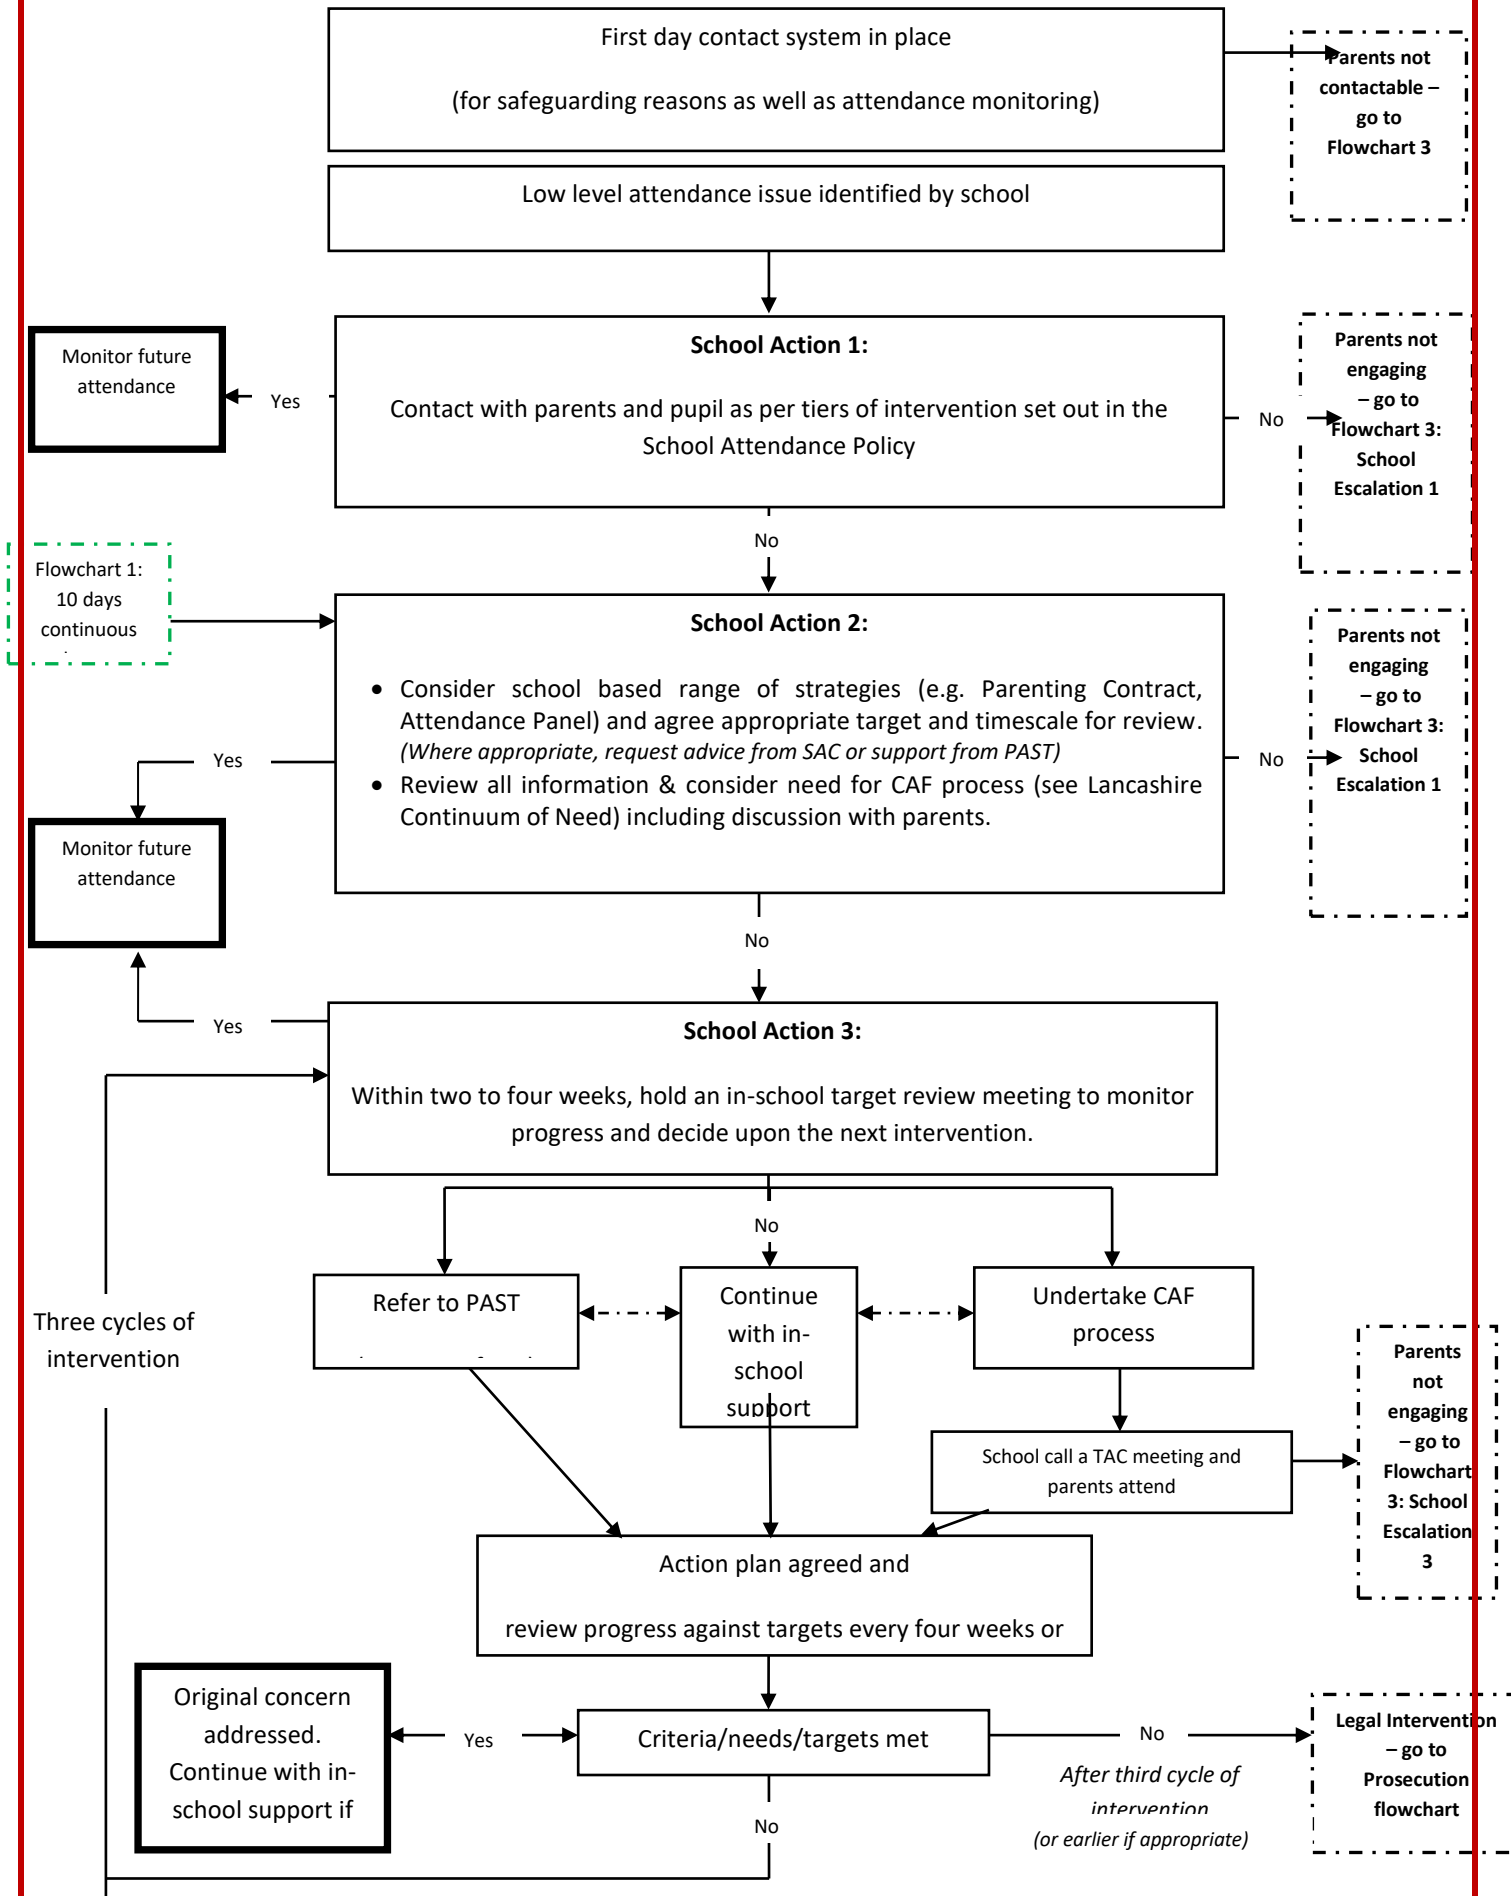 First day contact system in place
(for safeguarding reasons as well as attendance monitoring)
Parents not
contactable –
go to
Flowchart 3
Low level attendance issue identified by school
Monitor future
attendance
Yes
School Action 1:
Contact with parents and pupil as per tiers of intervention set out in the
School Attendance Policy
No
Parents not
engaging
– go to
Flowchart 3:
School
Escalation 1
No
Flowchart 1:
10 days
continuous
School Action 2:
• Consider school based range of strategies (e.g. Parenting Contract,
Attendance Panel) and agree appropriate target and timescale for review.
(Where appropriate, request advice from SAC or support from PAST)
• Review all information & consider need for CAF process (see Lancashire
Continuum of Need) including discussion with parents.
Yes
No
Parents not
engaging
– go to
Flowchart 3:
School
Escalation 1
Monitor future
attendance
No
Yes
School Action 3:
Within two to four weeks, hold an in-school target review meeting to monitor
progress and decide upon the next intervention.
No
Three cycles of
intervention
Refer to PAST
Continue
with in-
school
support
Undertake CAF
process
School call a TAC meeting and
parents attend
Parents
not
engaging
– go to
Flowchart
3: School
Escalation
3
Action plan agreed and
review progress against targets every four weeks or
Original concern
addressed.
Continue with in-
school support if
Yes
Criteria/needs/targets met
No
After third cycle of
intervention
(or earlier if appropriate)
Legal Intervention
– go to
Prosecution
flowchart
No